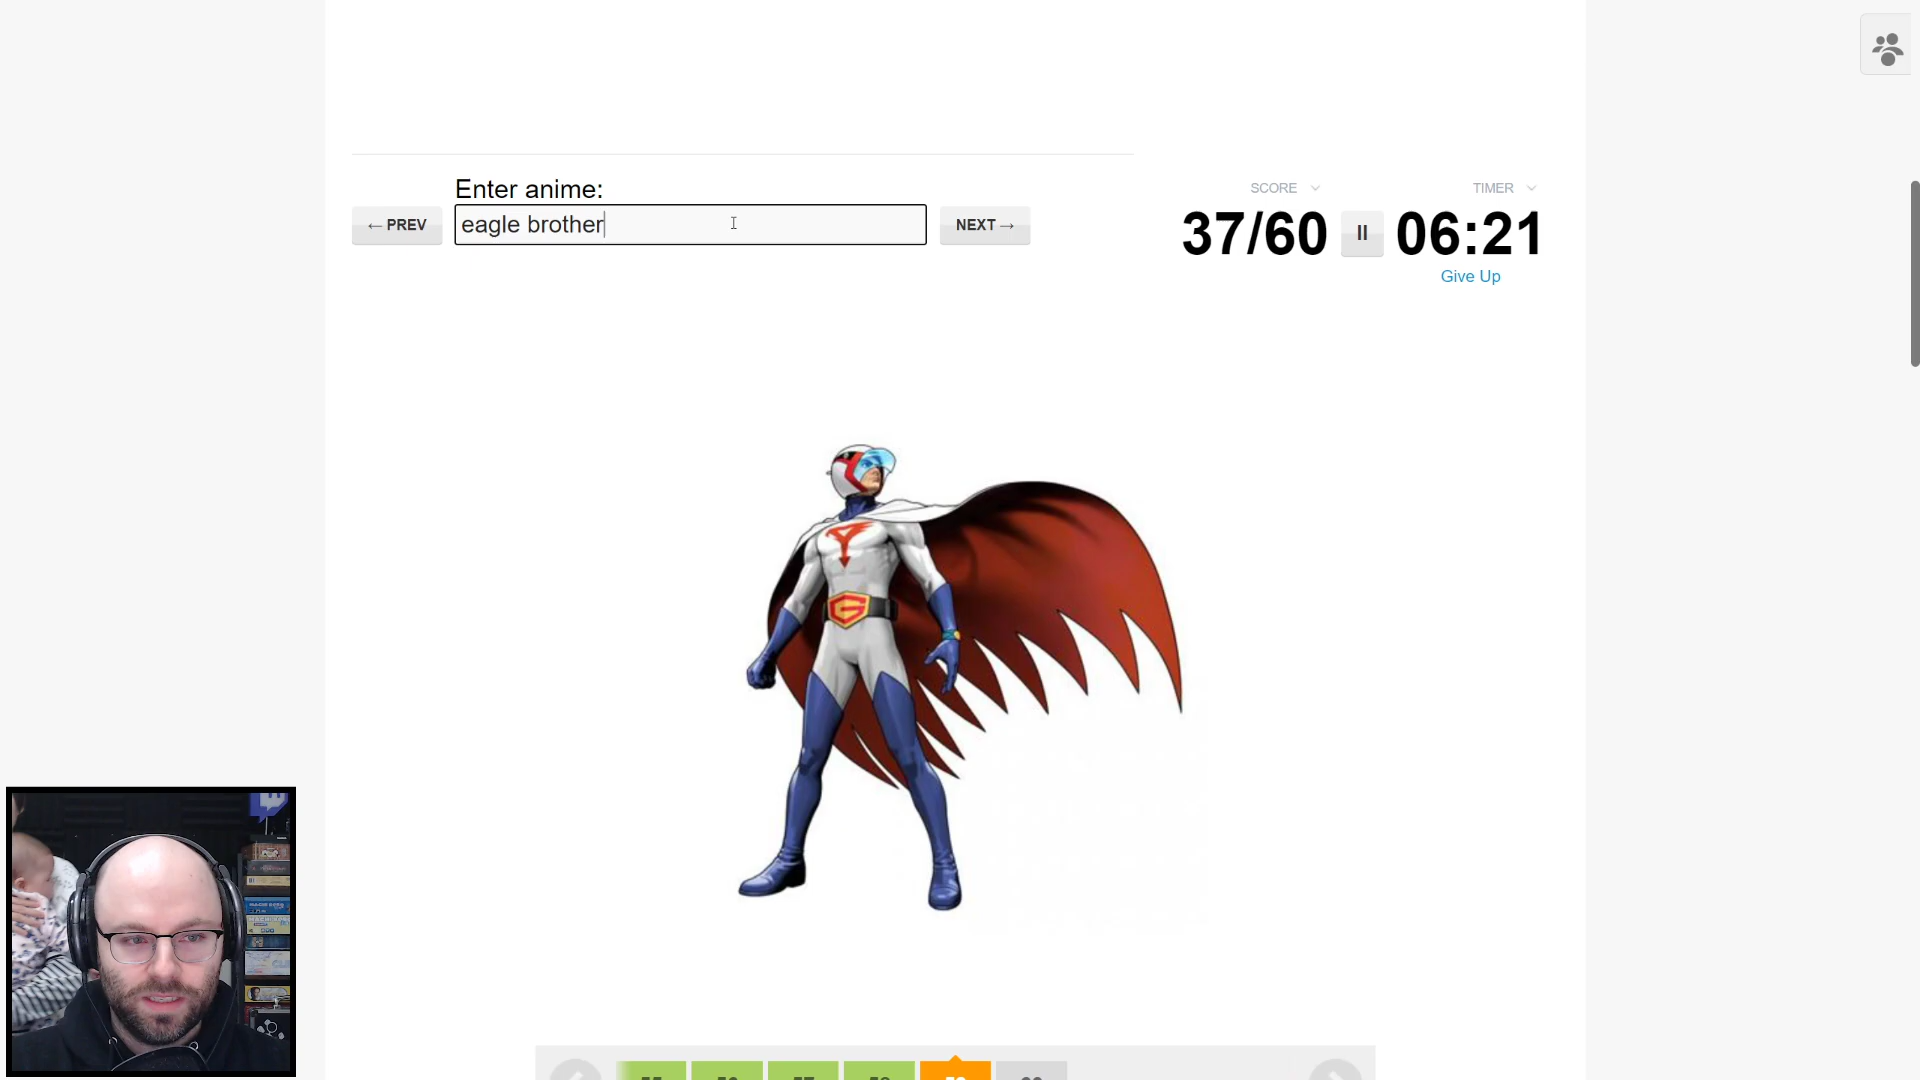 Enter anime:
← PREV
eagle brother
NEXT →
SCORE
TIMER
37/60
06:21
Give Up
G